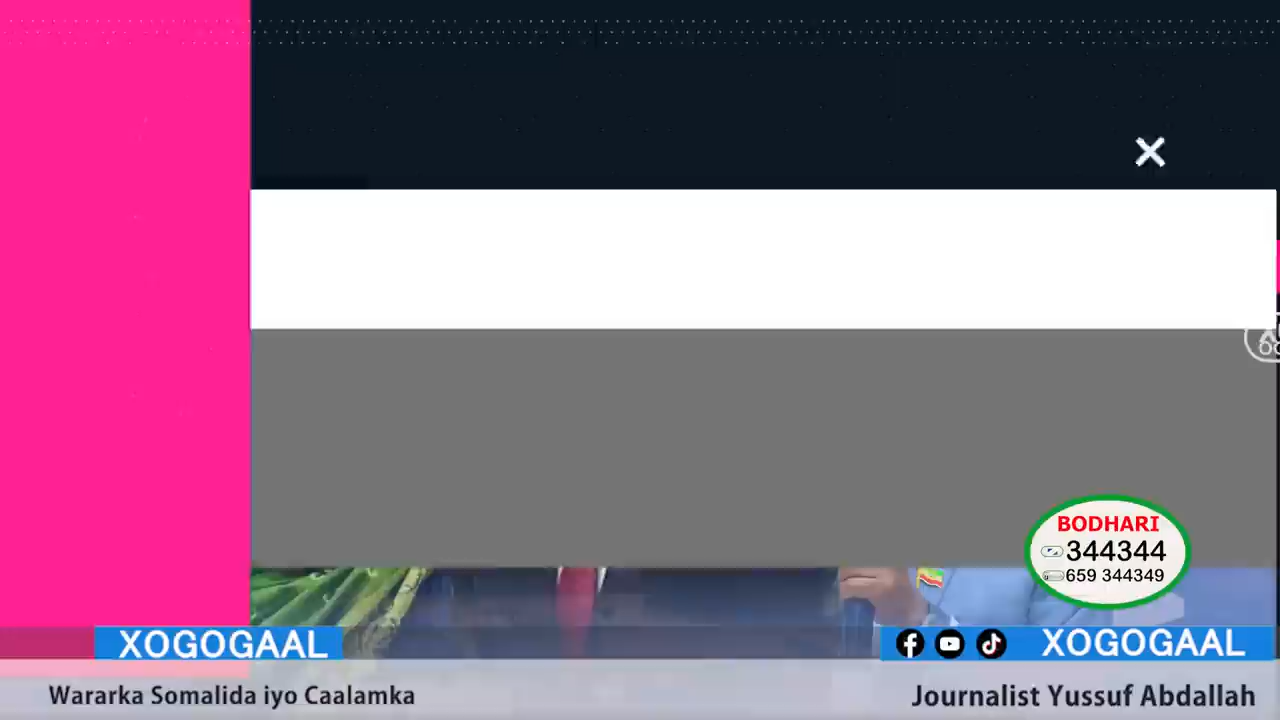 BODHARI
344344
659 344349
XOGOGAAL
XOGOGAAL
Wararka Somalida iyo Caalamka
Journalist Yussuf Abdallah